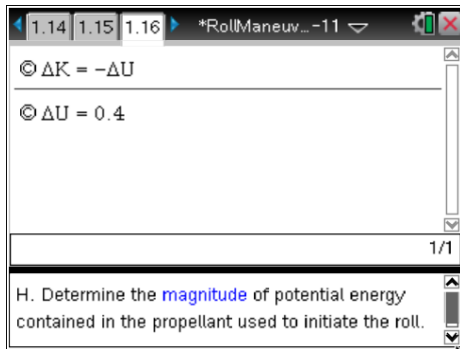 1.14 1.15 1.16 *RollManeuv…-11
© ΔK = −ΔU
© ΔU = 0.4
1/1
H. Determine the magnitude of potential energy
contained in the propellant used to initiate the roll.